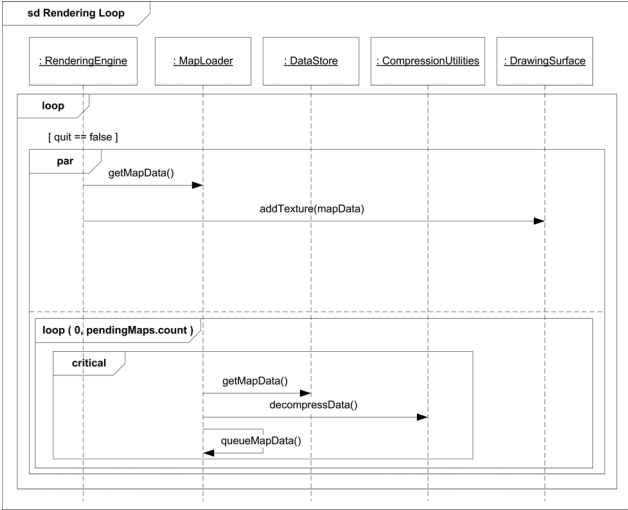 sd Rendering Loop
: RenderingEngine
: MapLoader
: DataStore
: CompressionUtilities
: DrawingSurface
loop
[ quit == false ]
par
getMapData()
addTexture(mapData)
loop ( 0, pendingMaps.count )
critical
getMapData()
decompressData()
queueMapData()